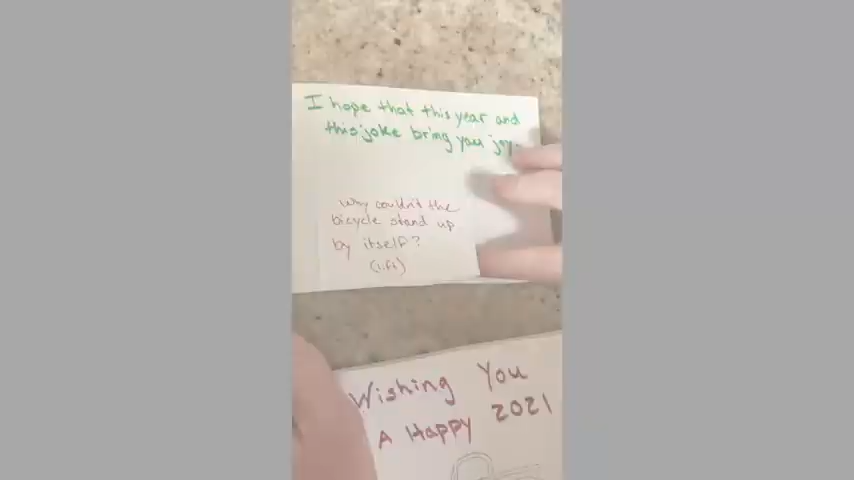 I hope that this year and
this joke bring you joy.
Why couldn't the
bicycle stand up
by itself?
(lift)
Wishing You
A Happy 2021